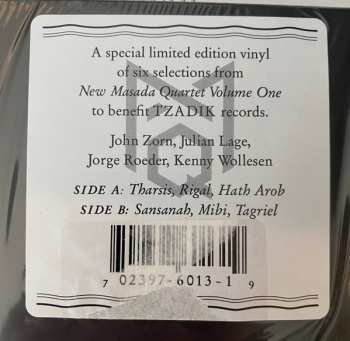 A special limited edition vinyl
of six selections from
New Masada Quartet Volume One
to benefit TZADIK records.
John Zorn, Julian Lage,
Jorge Roeder, Kenny Wollesen
SIDE A: Tharsis, Rigal, Hath Arob
SIDE B: Sansanah, Mibi, Tagriel
7 02397-6013-1 9